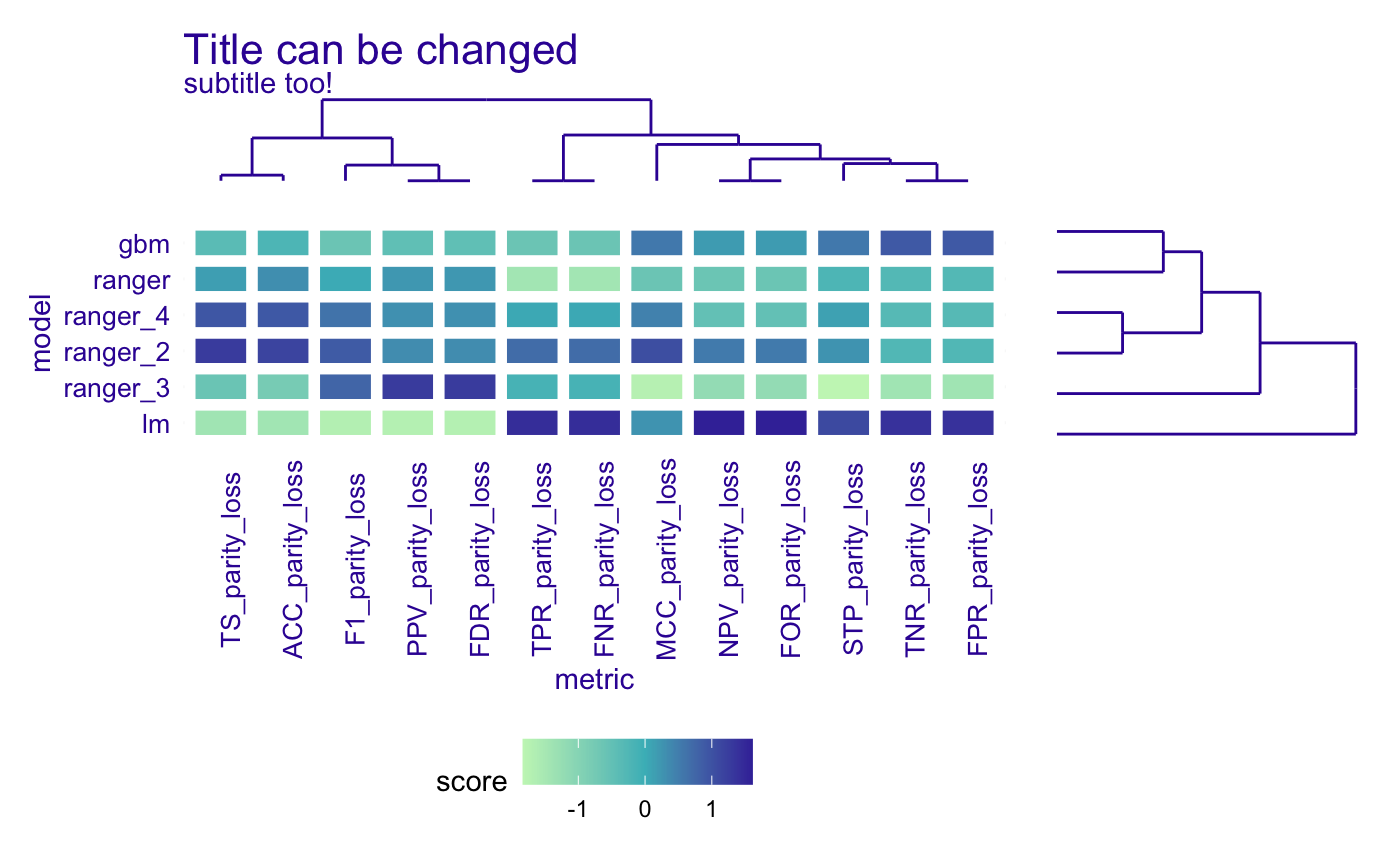 Title can be changed
subtitle too!
model
gbm
ranger
ranger_4
ranger_2
ranger_3
lm
TS_parity_loss
ACC_parity_loss
F1_parity_loss
PPV_parity_loss
FDR_parity_loss
TPR_parity_loss
FNR_parity_loss
MCC_parity_loss
NPV_parity_loss
FOR_parity_loss
STP_parity_loss
TNR_parity_loss
FPR_parity_loss
metric
score
-1 0 1